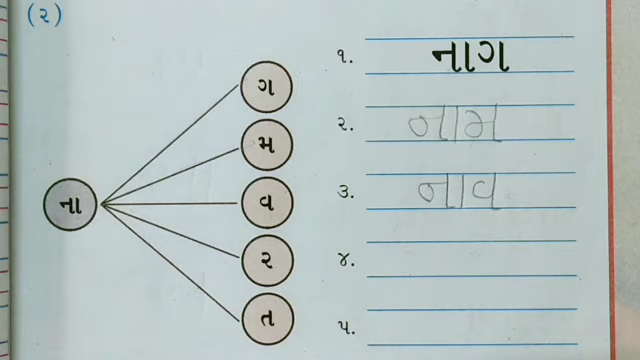 (૨)
ના
ગ
મ
વ
ર
ત
૧. નાગ
૨. નામ
૩. નાવ
૪.
૫.